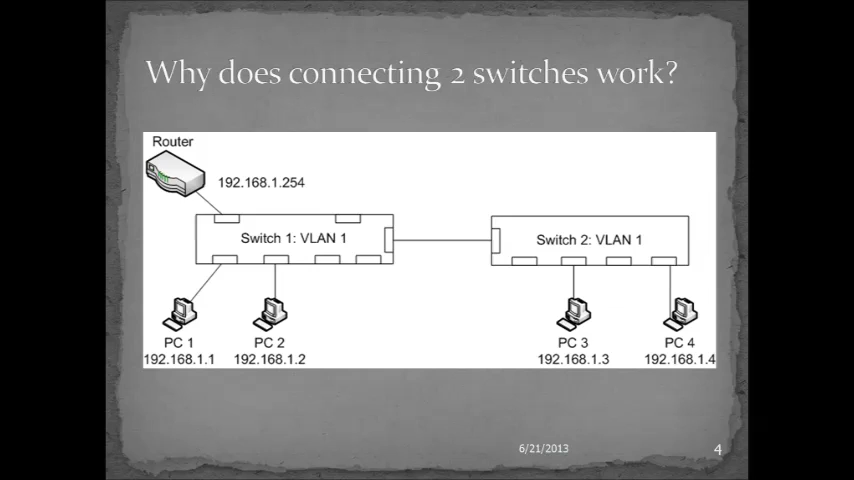 Why does connecting 2 switches work?
Router
192.168.1.254
Switch 1: VLAN 1
Switch 2: VLAN 1
PC 1
192.168.1.1
PC 2
192.168.1.2
PC 3
192.168.1.3
PC 4
192.168.1.4
6/21/2013
4